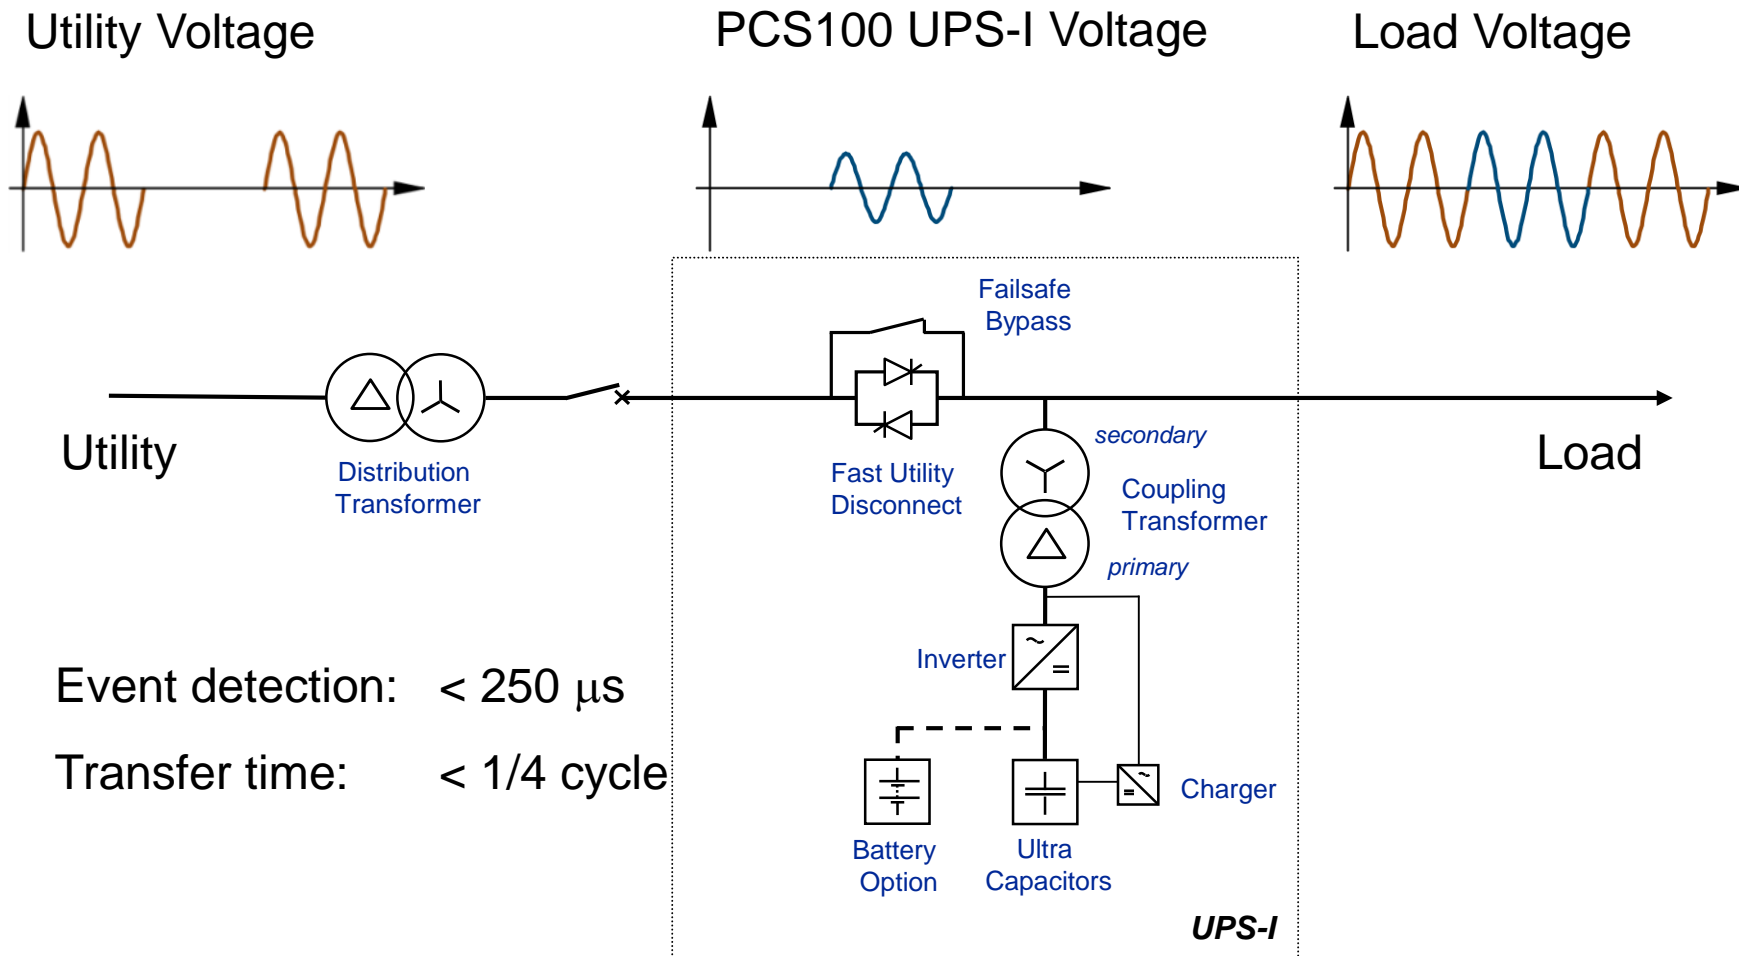 Utility Voltage
PCS100 UPS-I Voltage
Load Voltage
Failsafe
Bypass
Utility
Distribution
Transformer
Fast Utility
Disconnect
secondary
Coupling
Transformer
primary
Load
Inverter
Event detection: < 250 μs
Transfer time: < 1/4 cycle
Charger
Battery
Option
Ultra
Capacitors
UPS-I